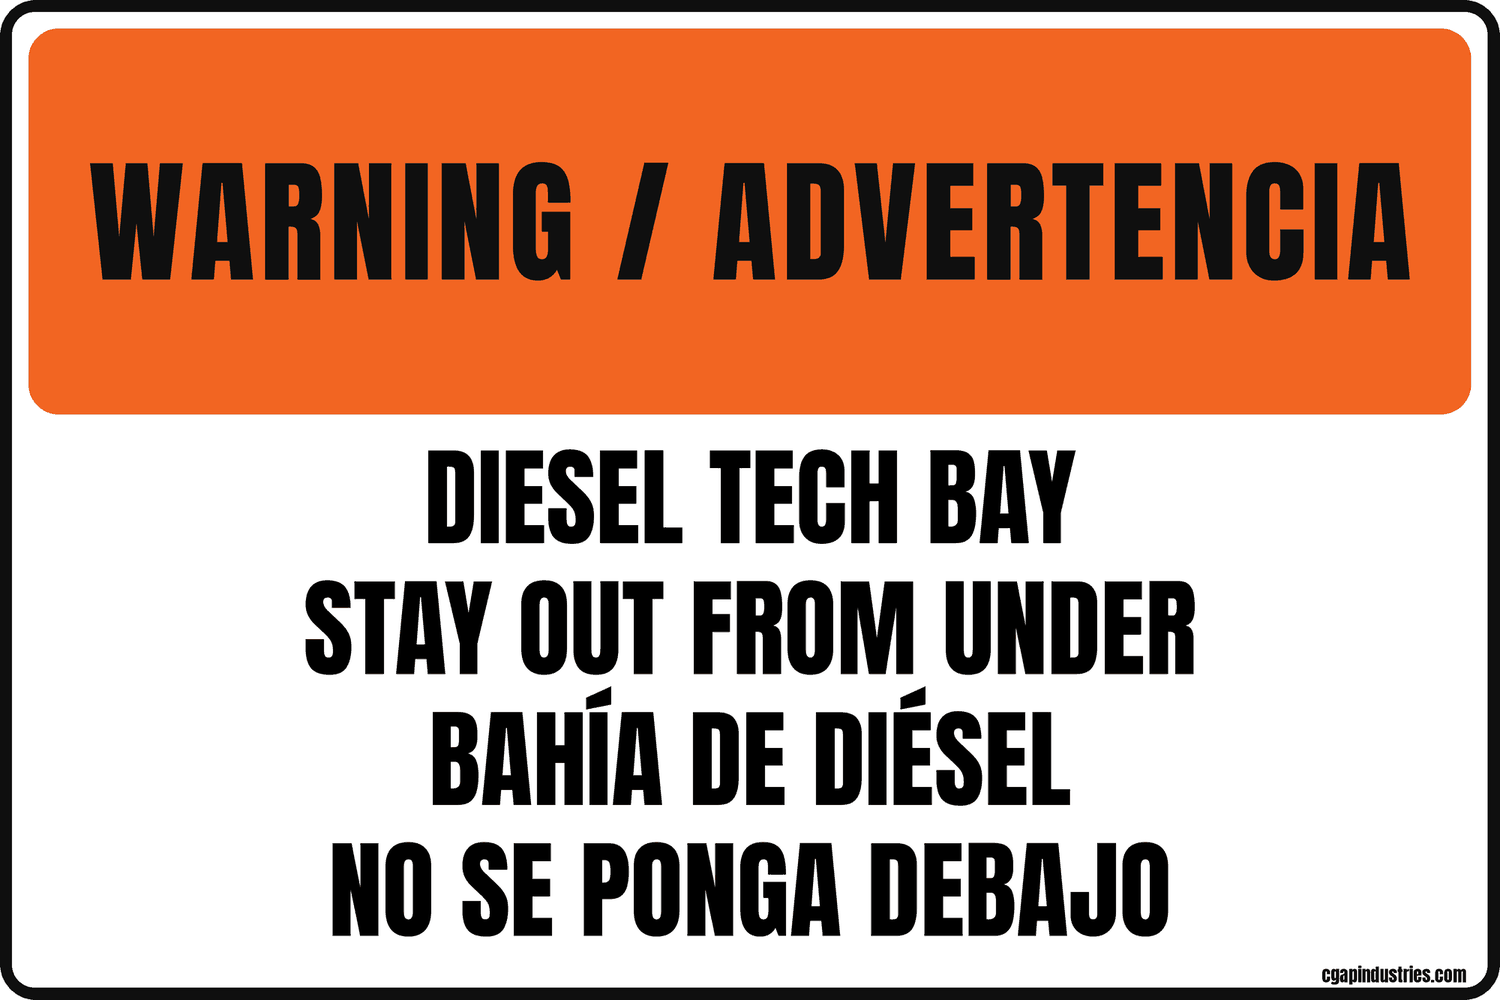 WARNING / ADVERTENCIA
DIESEL TECH BAY
STAY OUT FROM UNDER
BAHÍA DE DIÉSEL
NO SE PONGA DEBAJO
cgapindustries.com